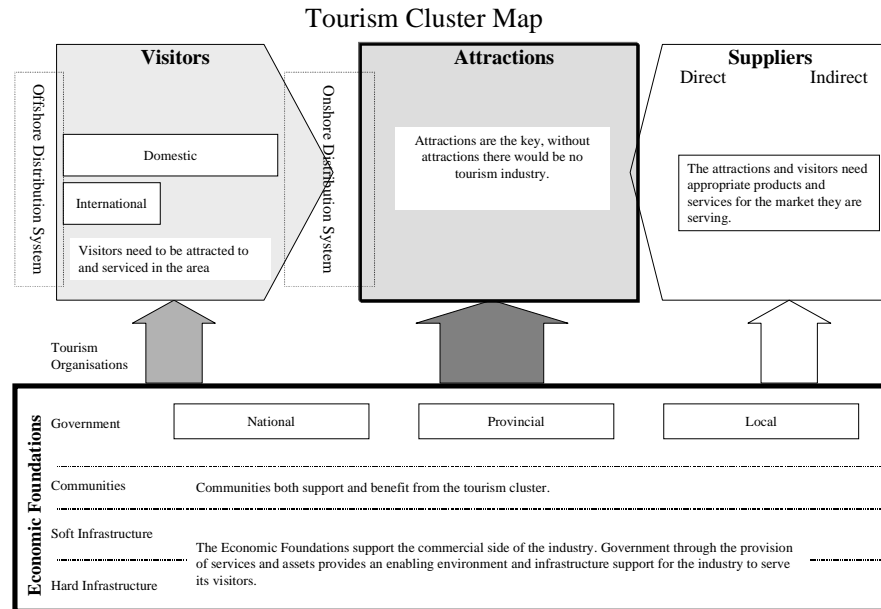 Tourism Cluster Map
Visitors
Offshore Distribution System
Domestic
International
Visitors need to be attracted to
and serviced in the area
Onshore Distribution System
Attractions
Attractions are the key, without
attractions there would be no
tourism industry.
Suppliers
Direct Indirect
The attractions and visitors need
appropriate products and
services for the market they are
serving.
Tourism
Organisations
Economic Foundations
Government National Provincial Local
Communities Communities both support and benefit from the tourism cluster.
Soft Infrastructure
The Economic Foundations support the commercial side of the industry. Government through the provision
of services and assets provides an enabling environment and infrastructure support for the industry to serve
its visitors.
Hard Infrastructure